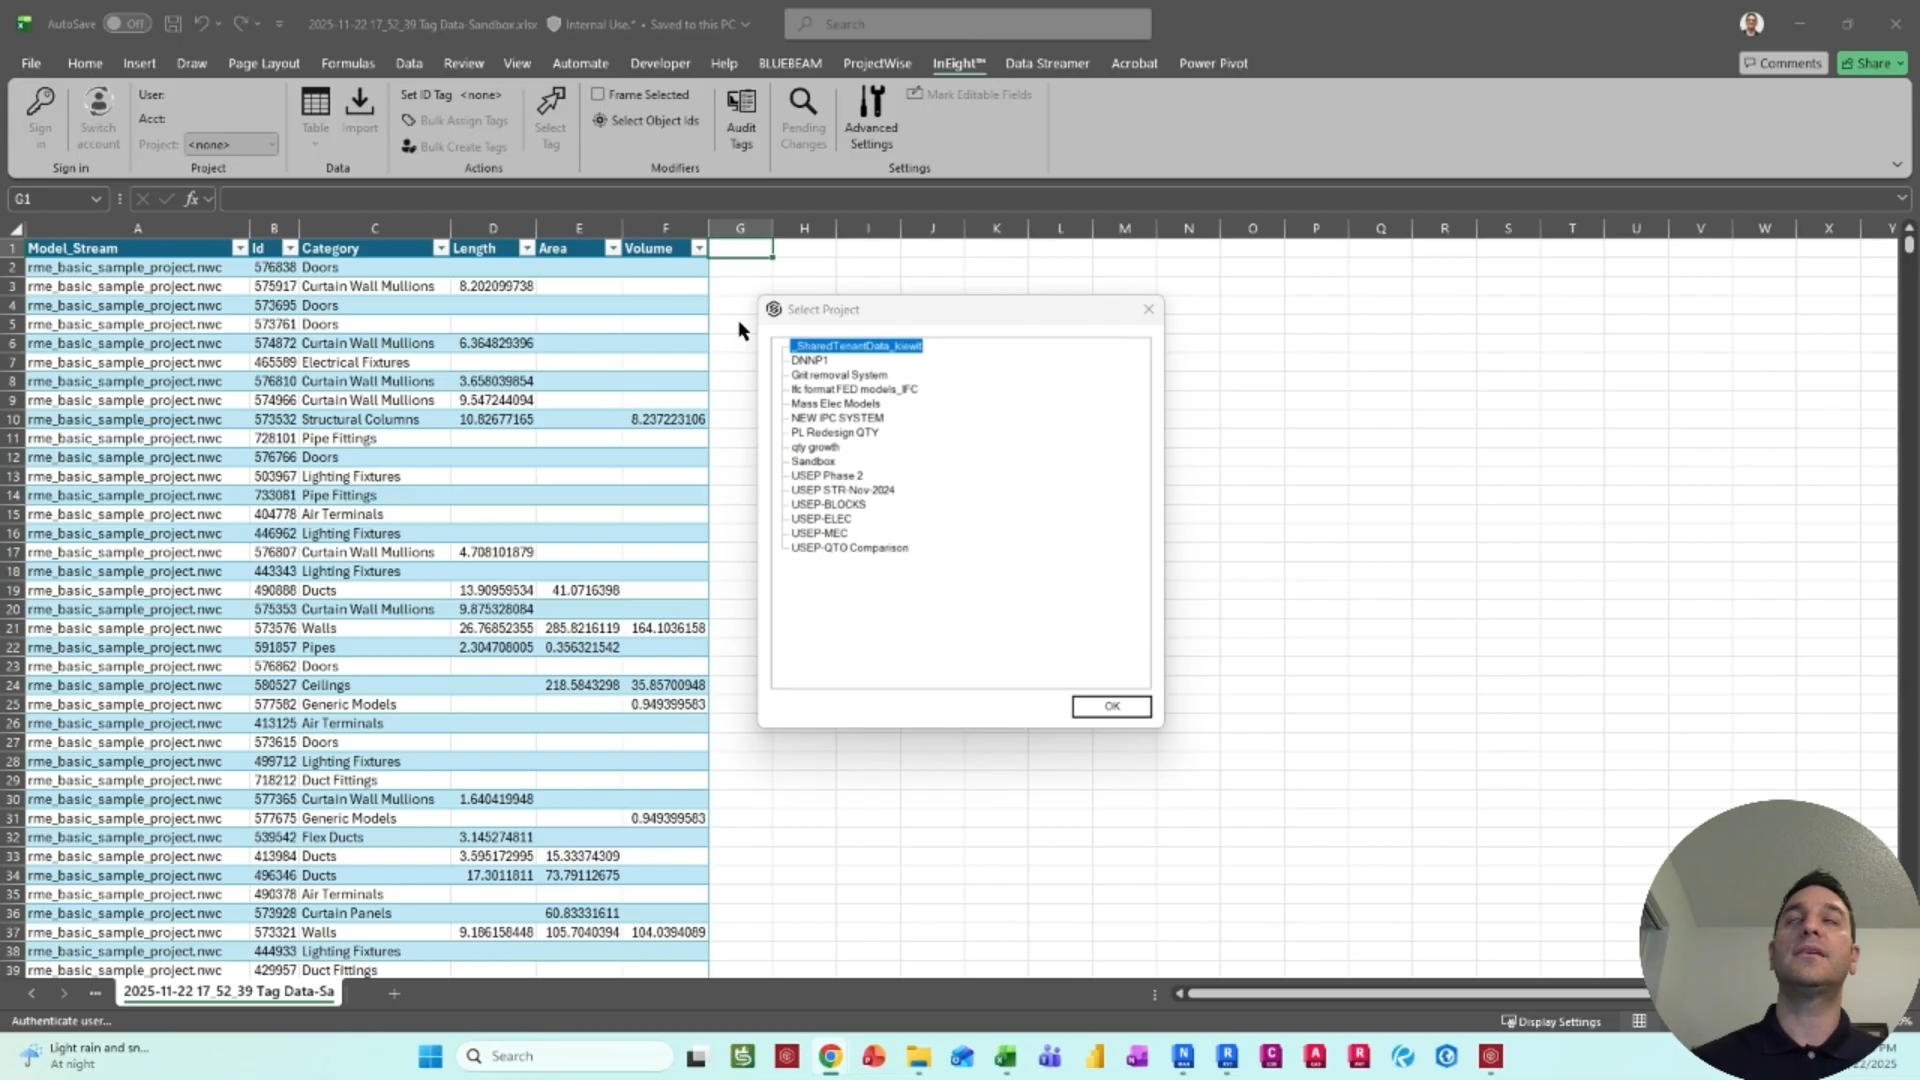 AutoSave Off 2025-11-22 17_52_39 Tag Data-Sandbox.xlsx Internal Use.* • Saved to this PC Search
File Home Insert Draw Page Layout Formulas Data Review View Automate Developer Help BLUEBEAM ProjectWise InEight™ Data Streamer Acrobat Power Pivot Comments Share
User: Set ID Tag <none> Frame Selected Mark Editable Fields
Acct: Bulk Assign Tags Select Object Ids
Sign in Switch account Project: <none> Table Import Bulk Create Tags Select Tag Audit Tags Pending Changes Advanced Settings
Sign in Project Data Actions Modifiers Settings
G1 fx
A B C D E F G H I J K L M N O P Q R S T U V W X Y
1 Model_Stream Id Category Length Area Volume
2 rme_basic_sample_project.nwc 576838 Doors
3 rme_basic_sample_project.nwc 575917 Curtain Wall Mullions 8.202099738
4 rme_basic_sample_project.nwc 573695 Doors
5 rme_basic_sample_project.nwc 573761 Doors
6 rme_basic_sample_project.nwc 574872 Curtain Wall Mullions 6.364829396
7 rme_basic_sample_project.nwc 465589 Electrical Fixtures
8 rme_basic_sample_project.nwc 576810 Curtain Wall Mullions 3.658039854
9 rme_basic_sample_project.nwc 574966 Curtain Wall Mullions 9.547244094
10 rme_basic_sample_project.nwc 573532 Structural Columns 10.82677165 8.237223106
11 rme_basic_sample_project.nwc 728101 Pipe Fittings
12 rme_basic_sample_project.nwc 576766 Doors
13 rme_basic_sample_project.nwc 503967 Lighting Fixtures
14 rme_basic_sample_project.nwc 733081 Pipe Fittings
15 rme_basic_sample_project.nwc 404778 Air Terminals
16 rme_basic_sample_project.nwc 446962 Lighting Fixtures
17 rme_basic_sample_project.nwc 576807 Curtain Wall Mullions 4.708101879
18 rme_basic_sample_project.nwc 443343 Lighting Fixtures
19 rme_basic_sample_project.nwc 490888 Ducts 13.90959534 41.0716398
20 rme_basic_sample_project.nwc 575353 Curtain Wall Mullions 9.875328084
21 rme_basic_sample_project.nwc 573576 Walls 26.76852355 285.8216119 164.1036158
22 rme_basic_sample_project.nwc 591857 Pipes 2.304708005 0.356321542
23 rme_basic_sample_project.nwc 576862 Doors
24 rme_basic_sample_project.nwc 580527 Ceilings 218.5843298 35.85700948
25 rme_basic_sample_project.nwc 577582 Generic Models 0.949399583
26 rme_basic_sample_project.nwc 413125 Air Terminals
27 rme_basic_sample_project.nwc 573615 Doors
28 rme_basic_sample_project.nwc 499712 Lighting Fixtures
29 rme_basic_sample_project.nwc 718212 Duct Fittings
30 rme_basic_sample_project.nwc 577365 Curtain Wall Mullions 1.640419948
31 rme_basic_sample_project.nwc 577675 Generic Models 0.949399583
32 rme_basic_sample_project.nwc 539542 Flex Ducts 3.145274811
33 rme_basic_sample_project.nwc 413984 Ducts 3.595172995 15.33374309
34 rme_basic_sample_project.nwc 496346 Ducts 17.3011811 73.79112675
35 rme_basic_sample_project.nwc 490378 Air Terminals
36 rme_basic_sample_project.nwc 573928 Curtain Panels 60.83331611
37 rme_basic_sample_project.nwc 573321 Walls 9.186158448 105.7040394 104.0394089
38 rme_basic_sample_project.nwc 444933 Lighting Fixtures
39 rme_basic_sample_project.nwc 429957 Duct Fittings
Select Project
_SharedTenantData_kiewit
DNNP1
Grit removal System
Ifc format FED models_IFC
Mass Elec Models
NEW IPC SYSTEM
PL Redesign QTY
qty growth
Sandbox
USEP Phase 2
USEP STR-Nov-2024
USEP-BLOCKS
USEP-ELEC
USEP-MEC
USEP-QTO Comparison
OK
2025-11-22 17_52_39 Tag Data-Sa
Authenticate user... Display Settings
Light rain and sn...
At night
Search
PM
22/2025